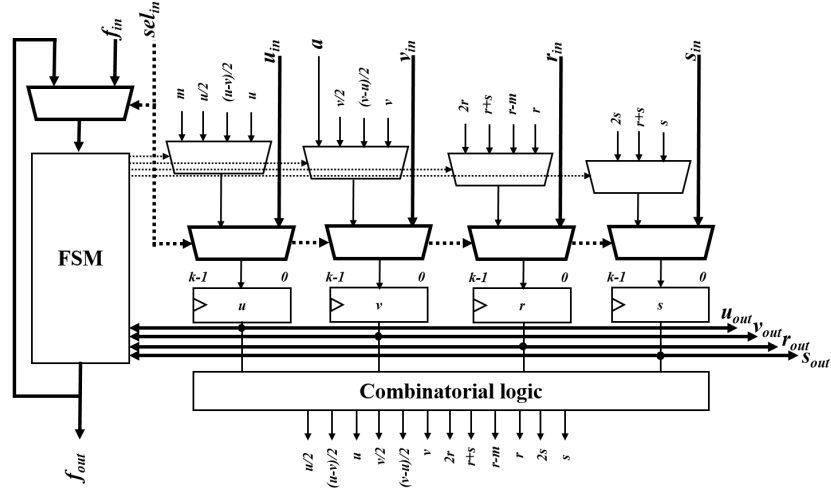 f_in
sel_in
u_in
a
v_in
r_in
s_in
m
u/2
(u-v)/2
u
v/2
(v-u)/2
v
2r
r+s
r-m
r
2s
r+s
s
FSM
k-1 0
k-1 0
k-1 0
k-1 0
u
v
r
s
u_out
v_out
r_out
s_out
Combinatorial logic
u/2
(u-v)/2
u
v/2
(v-u)/2
v
2r
r+s
r-m
r
2s
s
f_out